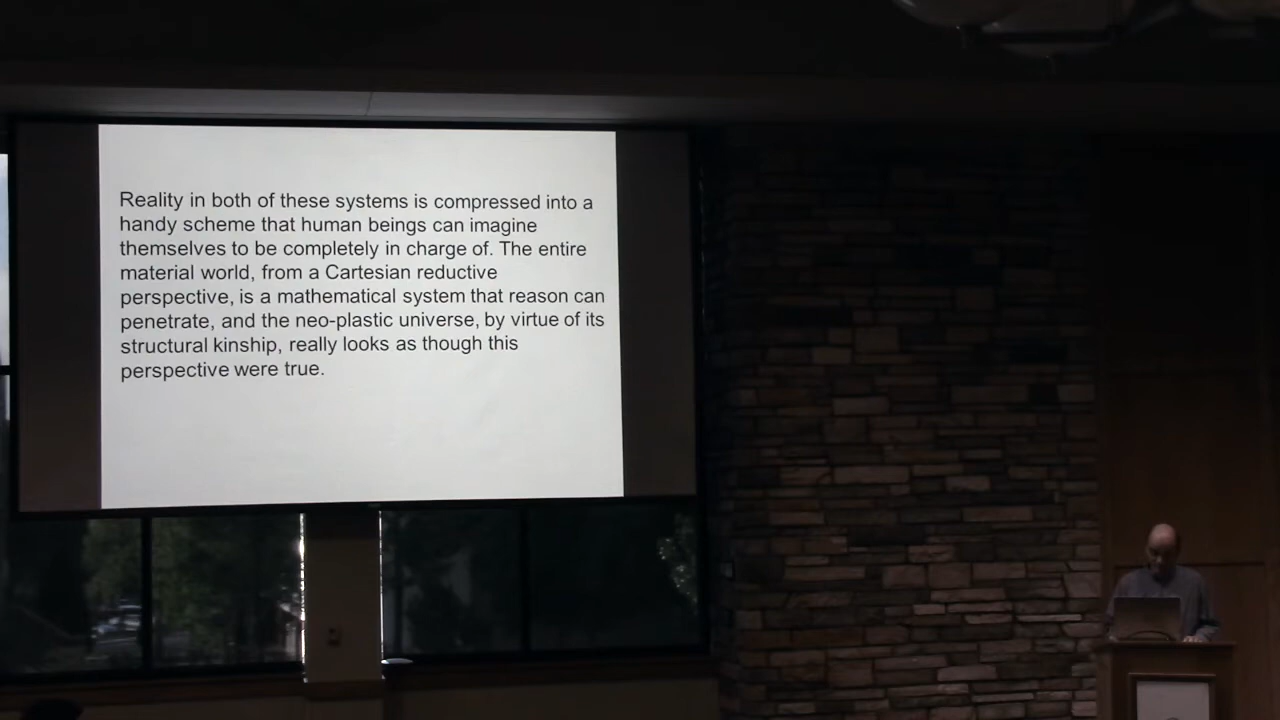 Reality in both of these systems is compressed into a
handy scheme that human beings can imagine
themselves to be completely in charge of. The entire
material world, from a Cartesian reductive
perspective, is a mathematical system that reason can
penetrate, and the neo-plastic universe, by virtue of its
structural kinship, really looks as though this
perspective were true.